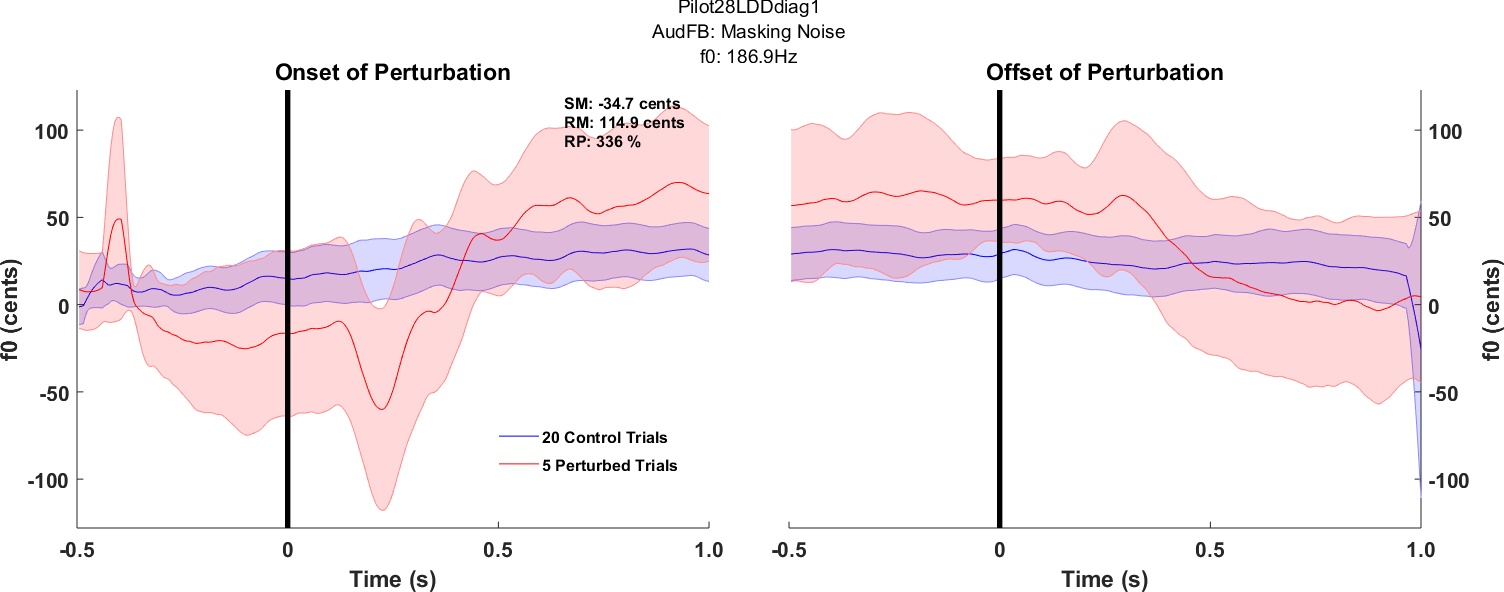 Pilot28LDDdiag1
AudFB: Masking Noise
f0: 186.9Hz
Onset of Perturbation
Offset of Perturbation
SM: -34.7 cents
RM: 114.9 cents
RP: 336 %
100
50
0
-50
-100
f0 (cents)
20 Control Trials
5 Perturbed Trials
-0.5
0
0.5
1.0
Time (s)
100
50
0
-50
-100
f0 (cents)
-0.5
0
0.5
1.0
Time (s)